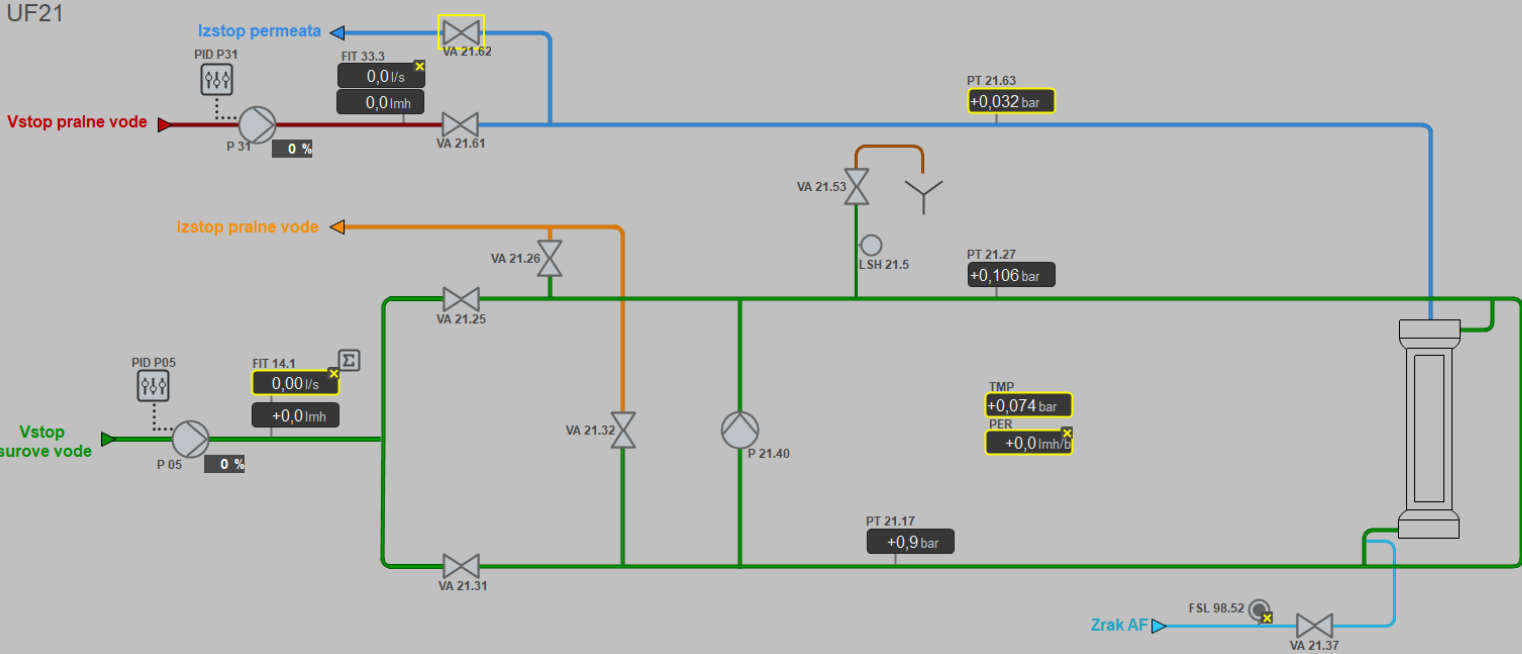 UF21
Izstop permeata
VA 21.62
PID P31
FIT 33.3
0,0 l/s
0,0 lmh
PT 21.63
+0,032 bar
Vstop pralne vode
P 31
0 %
VA 21.61
VA 21.53
Izstop pralne vode
VA 21.26
LSH 21.5
PT 21.27
+0,106 bar
VA 21.25
PID P05
FIT 14.1
Σ
0,00 l/s
+0,0 lmh
TMP
+0,074 bar
PER
+0,0 lmh/b
Vstop
surove vode
P 05
0 %
VA 21.32
P 21.40
PT 21.17
+0,9 bar
VA 21.31
FSL 98.52
Zrak AF
VA 21.37